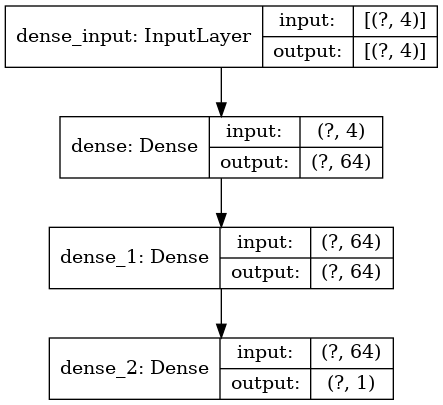 dense_input: InputLayer input: [(?, 4)]
output: [(?, 4)]
dense: Dense input: (?, 4)
output: (?, 64)
dense_1: Dense input: (?, 64)
output: (?, 64)
dense_2: Dense input: (?, 64)
output: (?, 1)